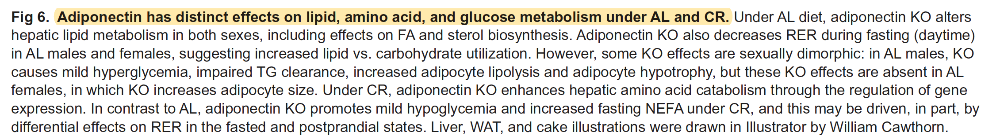 Fig 6. Adiponectin has distinct effects on lipid, amino acid, and glucose metabolism under AL and CR. Under AL diet, adiponectin KO alters
hepatic lipid metabolism in both sexes, including effects on FA and sterol biosynthesis. Adiponectin KO also decreases RER during fasting (daytime)
in AL males and females, suggesting increased lipid vs. carbohydrate utilization. However, some KO effects are sexually dimorphic: in AL males, KO
causes mild hyperglycemia, impaired TG clearance, increased adipocyte lipolysis and adipocyte hypotrophy, but these KO effects are absent in AL
females, in which KO increases adipocyte size. Under CR, adiponectin KO enhances hepatic amino acid catabolism through the regulation of gene
expression. In contrast to AL, adiponectin KO promotes mild hypoglycemia and increased fasting NEFA under CR, and this may be driven, in part, by
differential effects on RER in the fasted and postprandial states. Liver, WAT, and cake illustrations were drawn in Illustrator by William Cawthorn.